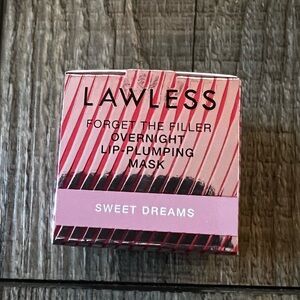 LAWLESS
FORGET THE FILLER
OVERNIGHT
LIP-PLUMPING
MASK
SWEET DREAMS